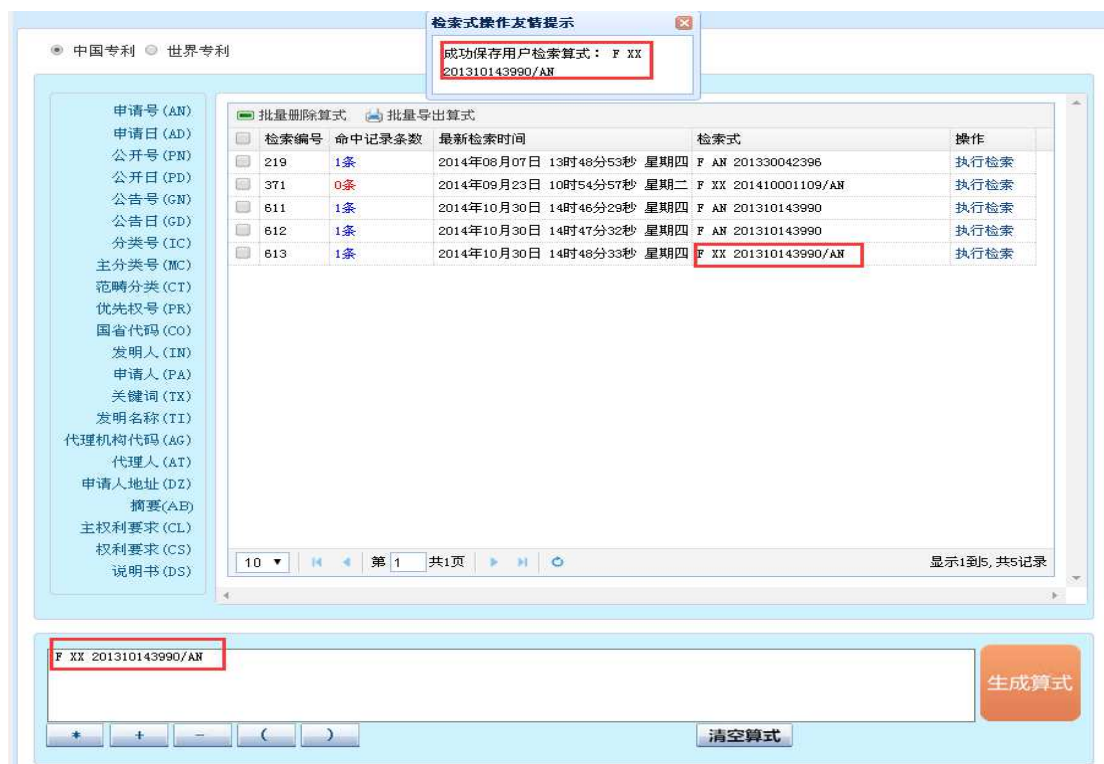 检索式操作友情提示
成功保存用户检索算式： F XX
201310143990/AN
中国专利 世界专利
申请号(AN)
申请日(AD)
公开号(PN)
公开日(PD)
公告号(GN)
公告日(GD)
分类号(IC)
主分类号(MC)
范畴分类(CT)
优先权号(PR)
国省代码(CO)
发明人(IN)
申请人(PA)
关键词(TX)
发明名称(TI)
代理机构代码(AG)
代理人(AT)
申请人地址(DZ)
摘要(AB)
主权利要求(CL)
权利要求(CS)
说明书(DS)
批量删除算式 批量导出算式
检索编号 命中记录条数 最新检索时间 检索式 操作
219 1条 2014年08月07日 13时48分53秒 星期四 F AN 201330042396 执行检索
371 0条 2014年09月23日 10时54分57秒 星期二 F XX 201410001109/AN 执行检索
611 1条 2014年10月30日 14时46分29秒 星期四 F AN 201310143990 执行检索
612 1条 2014年10月30日 14时47分32秒 星期四 F AN 201310143990 执行检索
613 1条 2014年10月30日 14时48分33秒 星期四 F XX 201310143990/AN 执行检索
10 第 1 共1页 显示1到5,共5记录
F XX 201310143990/AN
生成算式
* + - ( ) 清空算式